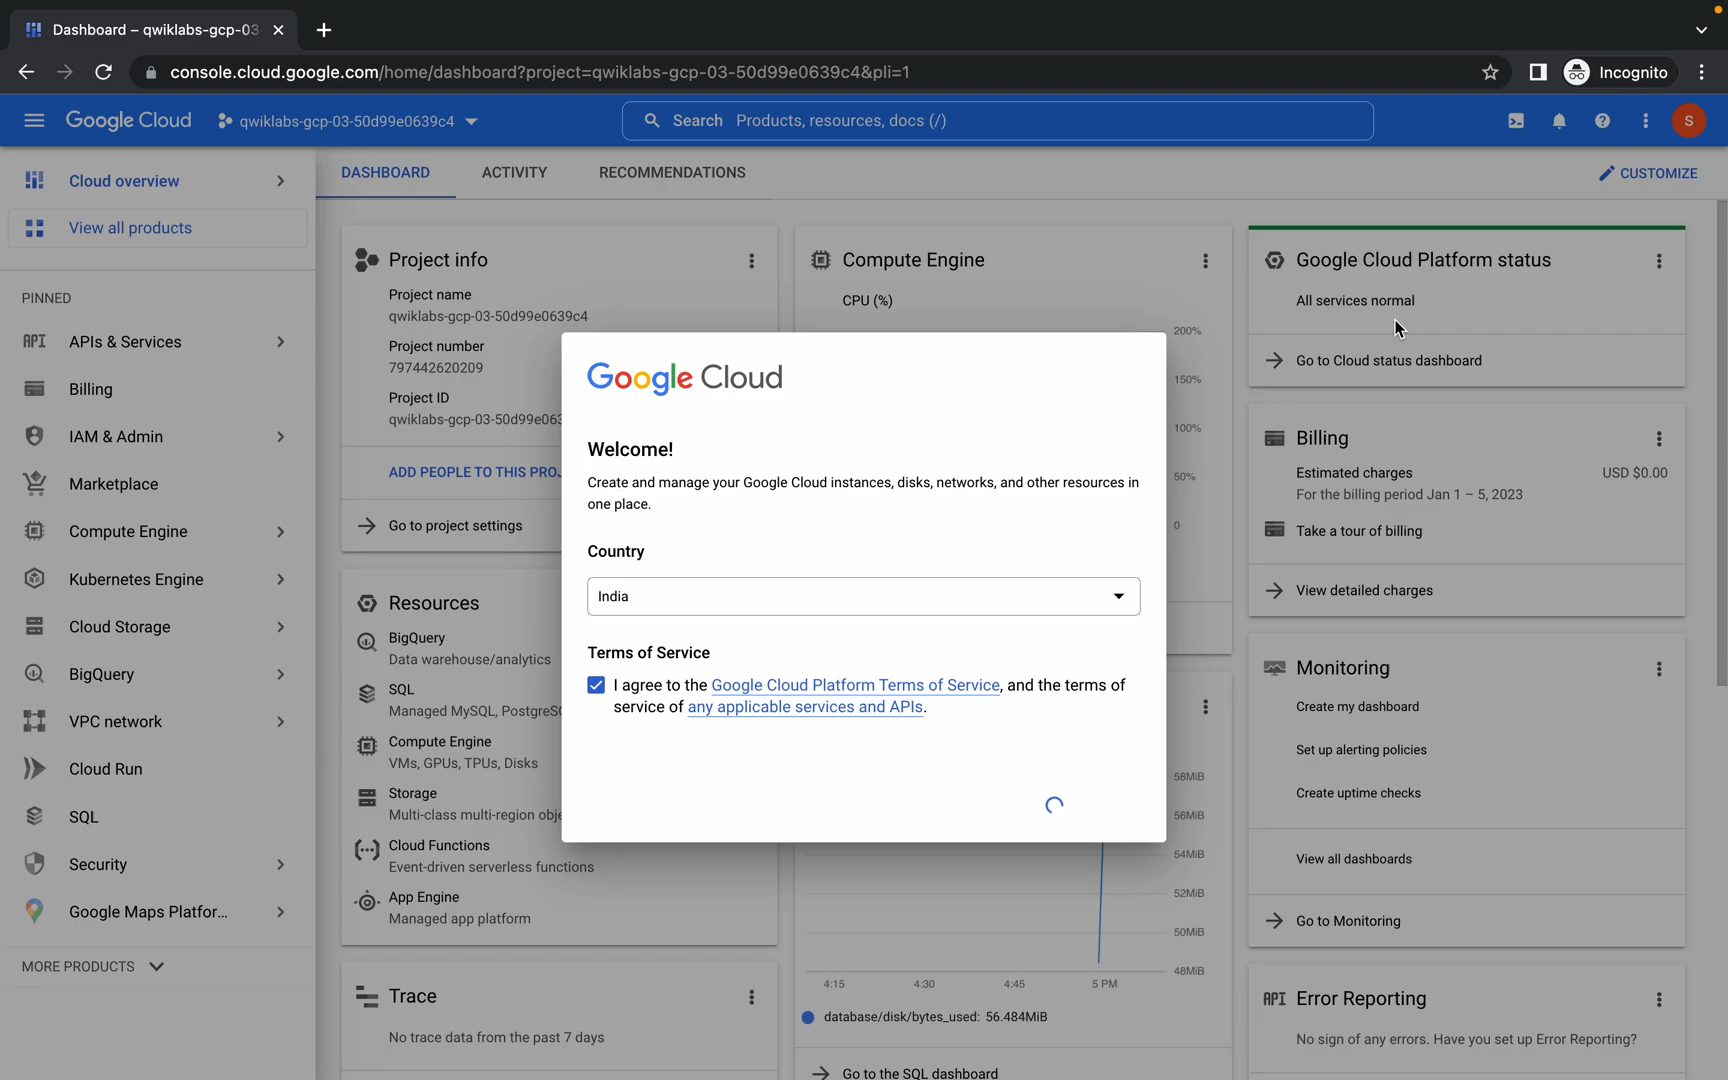 Dashboard – qwiklabs-gcp-03
console.cloud.google.com/home/dashboard?project=qwiklabs-gcp-03-50d99e0639c4&pli=1
Incognito
Google Cloud
qwiklabs-gcp-03-50d99e0639c4
Search Products, resources, docs (/)
S
Cloud overview
View all products
PINNED
APIs & Services
Billing
IAM & Admin
Marketplace
Compute Engine
Kubernetes Engine
Cloud Storage
BigQuery
VPC network
Cloud Run
SQL
Security
Google Maps Platfor...
MORE PRODUCTS
DASHBOARD
ACTIVITY
RECOMMENDATIONS
CUSTOMIZE
Project info
Project name
qwiklabs-gcp-03-50d99e0639c4
Project number
797442620209
Project ID
qwiklabs-gcp-03-50d99e063
ADD PEOPLE TO THIS PROJ
Go to project settings
Resources
BigQuery
Data warehouse/analytics
SQL
Managed MySQL, PostgreS
Compute Engine
VMs, GPUs, TPUs, Disks
Storage
Multi-class multi-region obje
Cloud Functions
Event-driven serverless functions
App Engine
Managed app platform
Trace
No trace data from the past 7 days
Compute Engine
CPU (%)
200%
150%
100%
50%
0
Google Cloud
Welcome!
Create and manage your Google Cloud instances, disks, networks, and other resources in
one place.
Country
India
Terms of Service
I agree to the Google Cloud Platform Terms of Service, and the terms of
service of any applicable services and APIs.
58MiB
56MiB
54MiB
52MiB
50MiB
48MiB
4:15
4:30
4:45
5 PM
database/disk/bytes_used: 56.484MiB
Go to the SQL dashboard
Google Cloud Platform status
All services normal
Go to Cloud status dashboard
Billing
Estimated charges
USD $0.00
For the billing period Jan 1 – 5, 2023
Take a tour of billing
View detailed charges
Monitoring
Create my dashboard
Set up alerting policies
Create uptime checks
View all dashboards
Go to Monitoring
API Error Reporting
No sign of any errors. Have you set up Error Reporting?